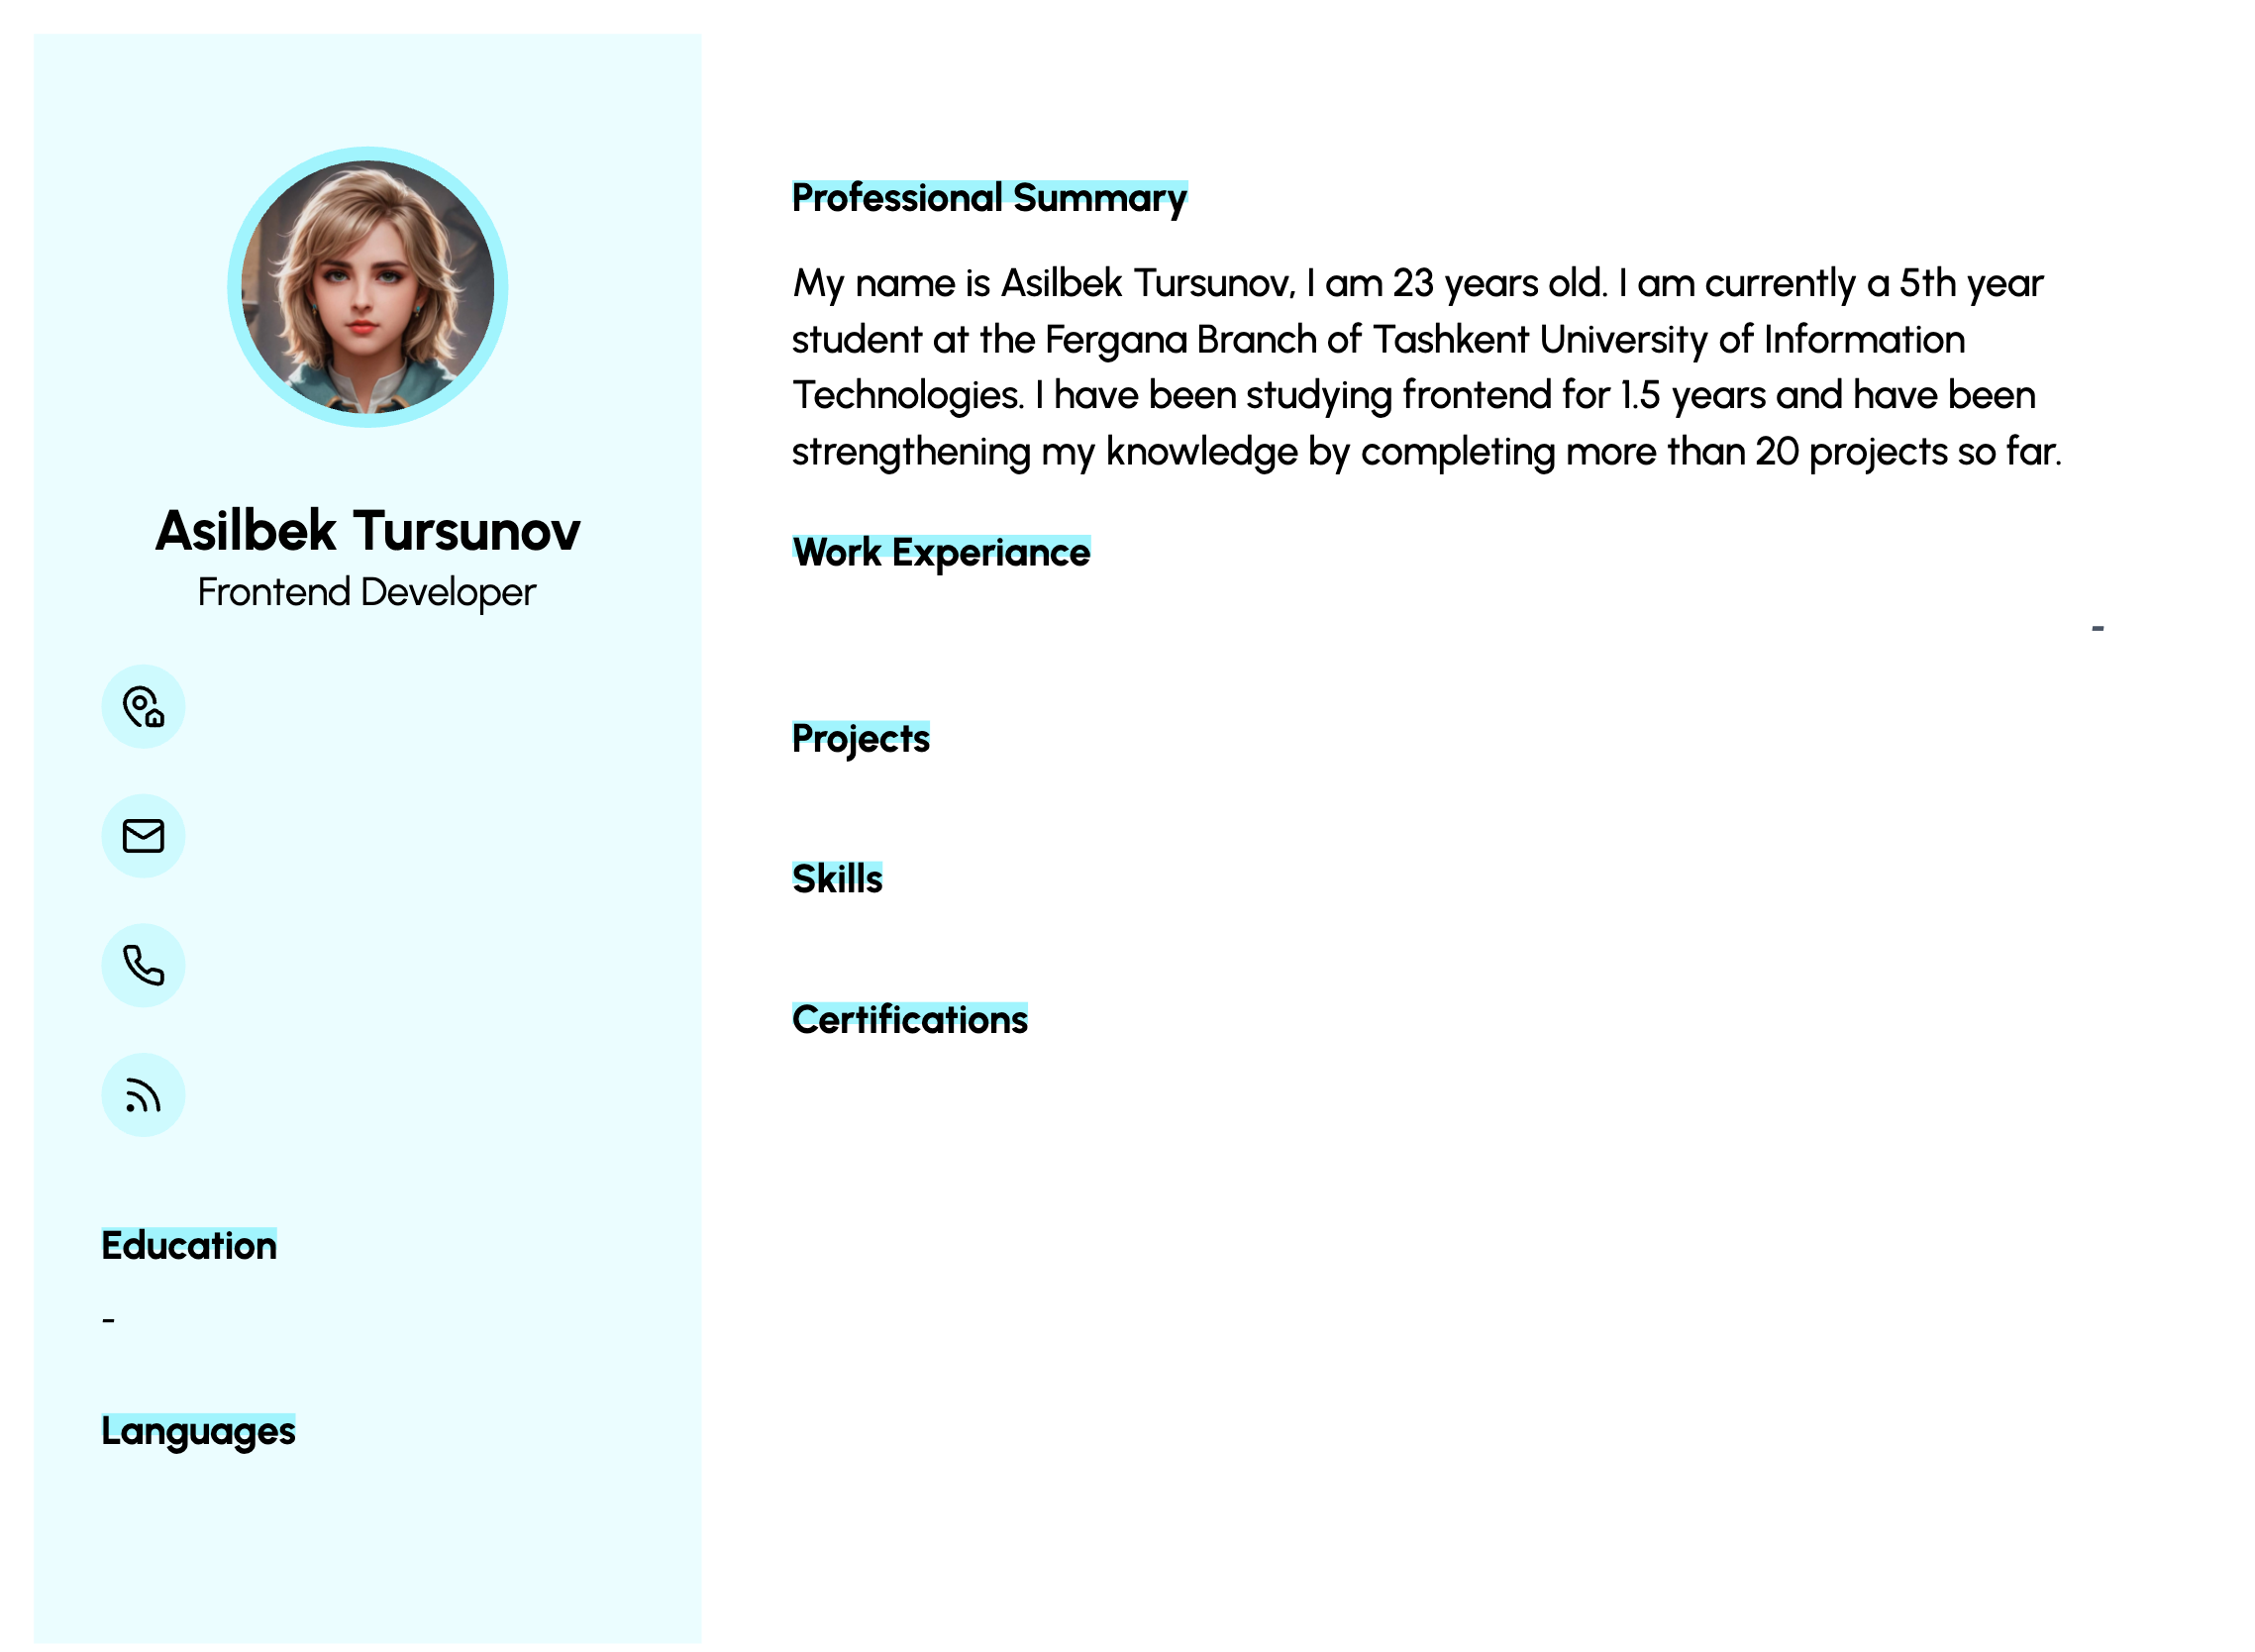 Asilbek Tursunov
Frontend Developer
Education
-
Languages
Professional Summary
My name is Asilbek Tursunov, I am 23 years old. I am currently a 5th year
student at the Fergana Branch of Tashkent University of Information
Technologies. I have been studying frontend for 1.5 years and have been
strengthening my knowledge by completing more than 20 projects so far.
Work Experiance
-
Projects
Skills
Certifications